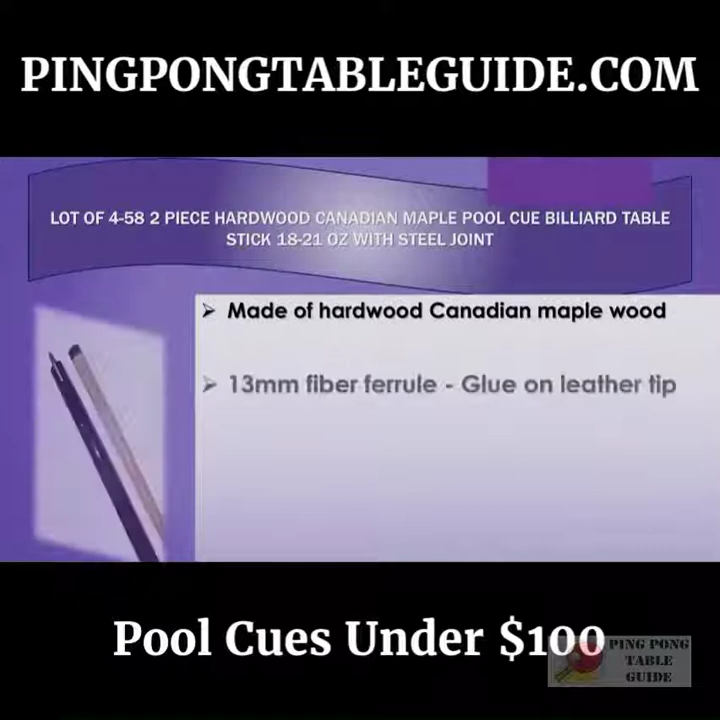 PINGPONGTABLEGUIDE.COM
LOT OF 4-58 2 PIECE HARDWOOD CANADIAN MAPLE POOL CUE BILLIARD TABLE
STICK 18-21 OZ WITH STEEL JOINT
➢ Made of hardwood Canadian maple wood
➢ 13mm fiber ferrule - Glue on leather tip
Pool Cues Under $100
PING PONG
TABLE
GUIDE